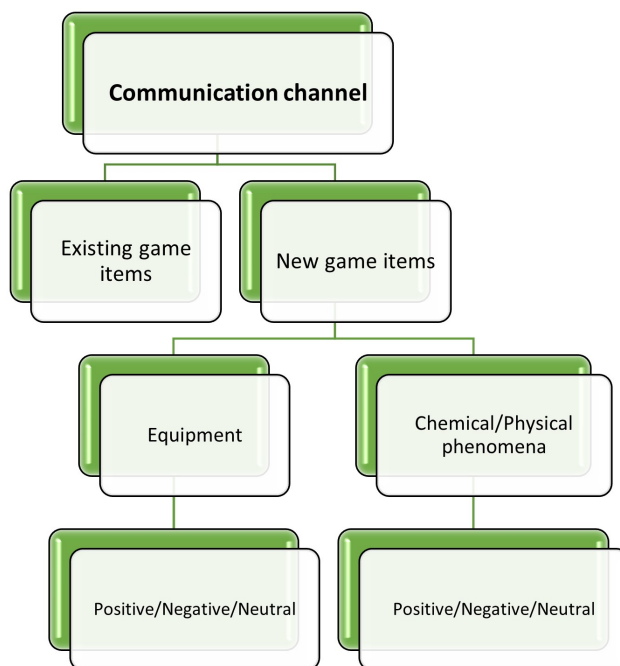 Communication channel
Existing game
items
New game items
Equipment
Chemical/Physical
phenomena
Positive/Negative/Neutral
Positive/Negative/Neutral